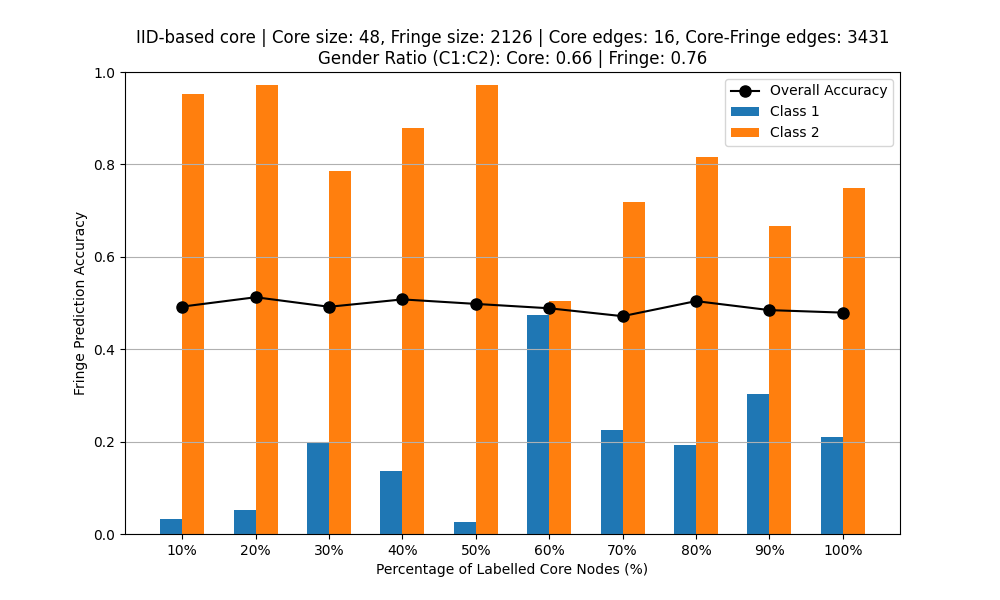 IID-based core | Core size: 48, Fringe size: 2126 | Core edges: 16, Core-Fringe edges: 3431
Gender Ratio (C1:C2): Core: 0.66 | Fringe: 0.76
Overall Accuracy
Class 1
Class 2
Fringe Prediction Accuracy
1.0
0.8
0.6
0.4
0.2
0.0
10% 20% 30% 40% 50% 60% 70% 80% 90% 100%
Percentage of Labelled Core Nodes (%)